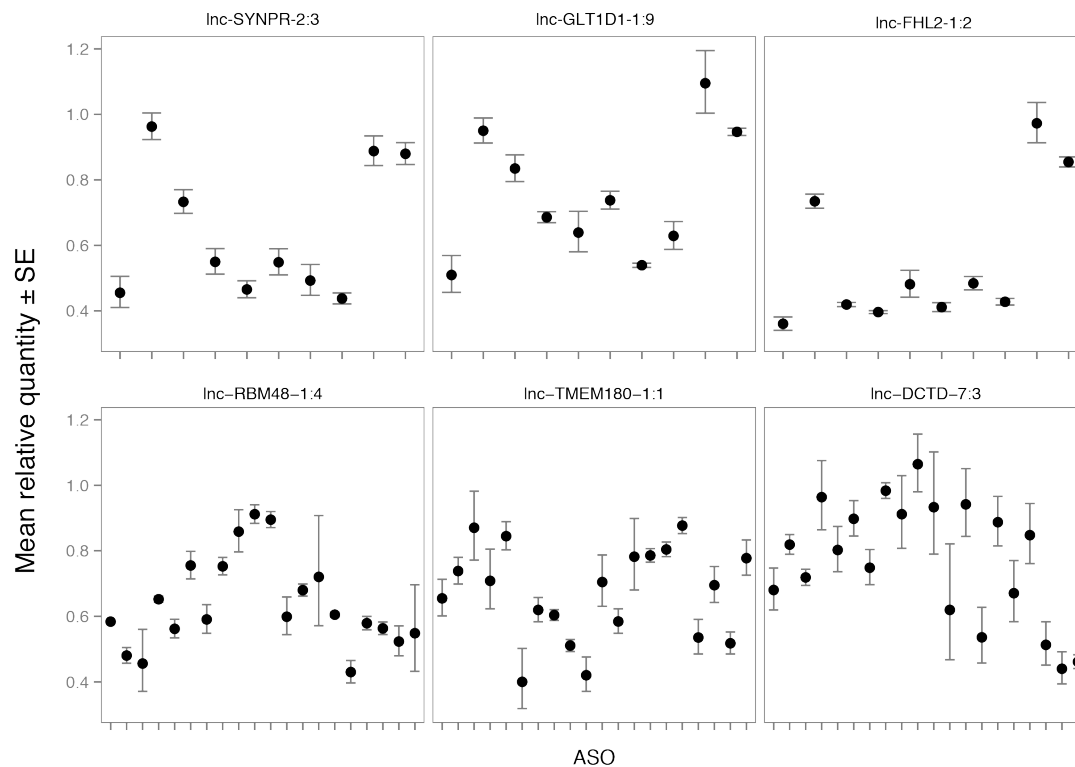 lnc-SYNPR-2:3
lnc-GLT1D1-1:9
lnc-FHL2-1:2
1.2
1.0
0.8
0.6
0.4
Mean relative quantity ± SE
lnc–RBM48–1:4
lnc–TMEM180–1:1
lnc–DCTD–7:3
1.2
1.0
0.8
0.6
0.4
ASO